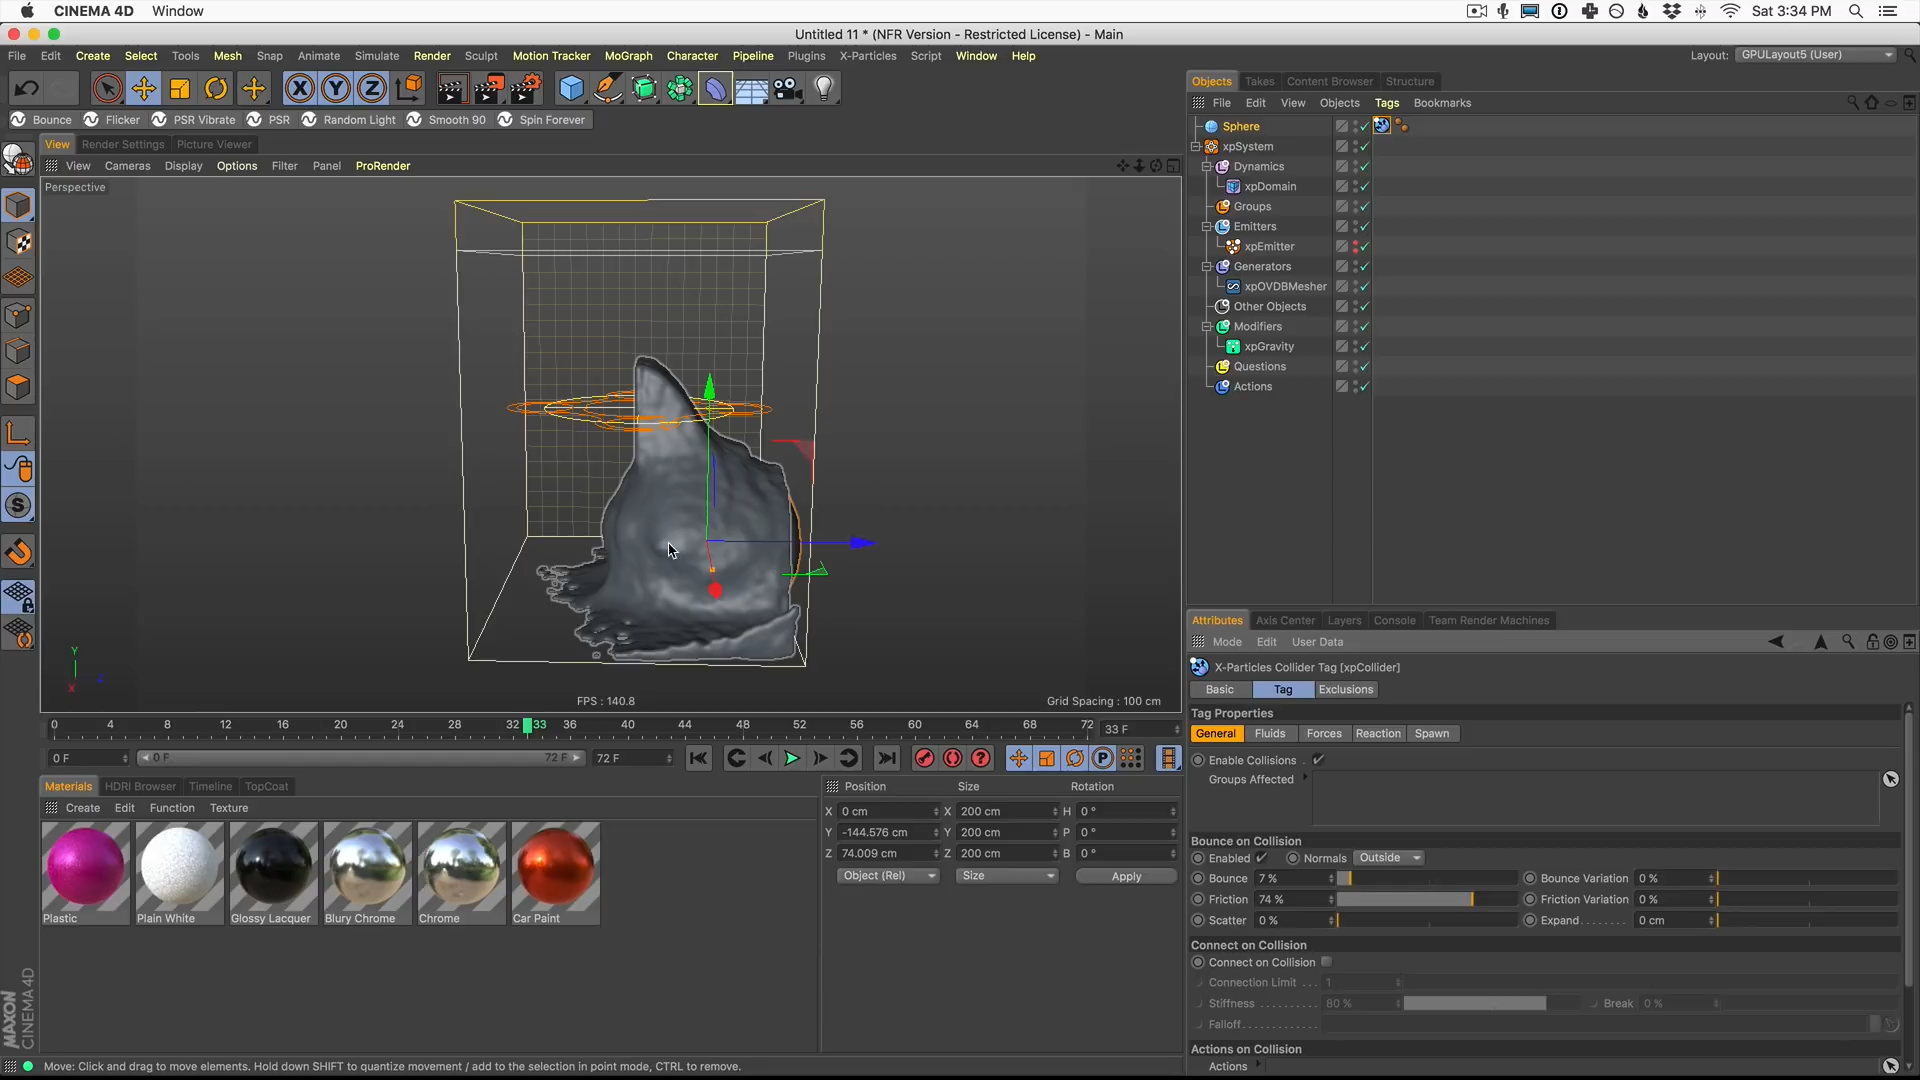 CINEMA 4D Window Sat 3:34 PM
Untitled 11 * (NFR Version - Restricted License) - Main
File Edit Create Select Tools Mesh Snap Animate Simulate Render Sculpt Motion Tracker MoGraph Character Pipeline Plugins X-Particles Script Window Help Layout: GPULayout5 (User)
X Y Z
Bounce Flicker PSR Vibrate PSR Random Light Smooth 90 Spin Forever
View Render Settings Picture Viewer
View Cameras Display Options Filter Panel ProRender
Perspective
Y
Z
X
FPS : 140.8
Grid Spacing : 100 cm
0 4 8 12 16 20 24 28 32 33 36 40 44 48 52 56 60 64 68 72 33 F
0 F 0 F 72 F 72 F
Materials HDRI Browser Timeline TopCoat
Create Edit Function Texture
Plastic Plain White Glossy Lacquer Blury Chrome Chrome Car Paint
Position Size Rotation
X 0 cm X 200 cm H 0 °
Y -144.576 cm Y 200 cm P 0 °
Z 74.009 cm Z 200 cm B 0 °
Object (Rel) Size Apply
MAXON
CINEMA 4D
Move: Click and drag to move elements. Hold down SHIFT to quantize movement / add to the selection in point mode, CTRL to remove.
Objects Takes Content Browser Structure
File Edit View Objects Tags Bookmarks
Sphere
xpSystem
Dynamics
xpDomain
Groups
Emitters
xpEmitter
Generators
xpOVDBMesher
Other Objects
Modifiers
xpGravity
Questions
Actions
Attributes Axis Center Layers Console Team Render Machines
Mode Edit User Data
X-Particles Collider Tag [xpCollider]
Basic Tag Exclusions
Tag Properties
General Fluids Forces Reaction Spawn
Enable Collisions
Groups Affected
Bounce on Collision
Enabled Normals Outside
Bounce 7 % Bounce Variation 0 %
Friction 74 % Friction Variation 0 %
Scatter 0 % Expand 0 cm
Connect on Collision
Connect on Collision
Connection Limit 1
Stiffness 80 % Break 0 %
Falloff
Actions on Collision
Actions